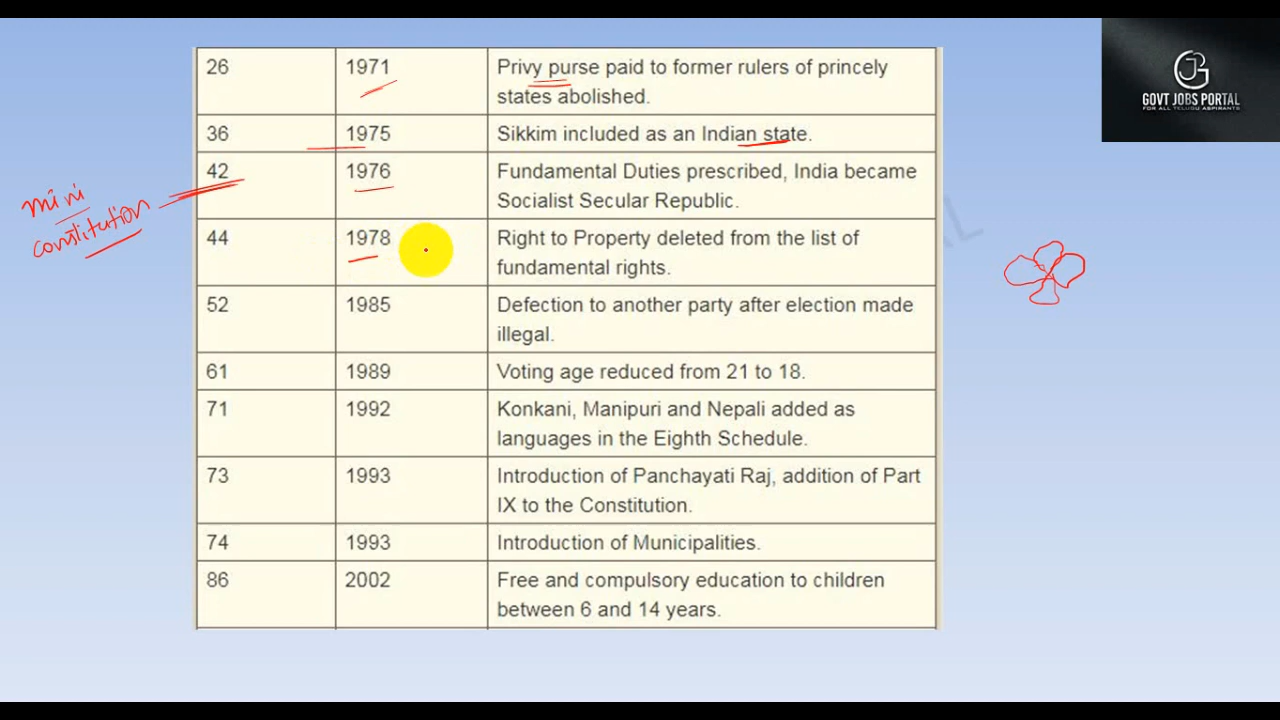 GOVT JOBS PORTAL
FOR ALL TELUGU ASPIRANTS
26 1971 Privy purse paid to former rulers of princely
states abolished.
36 1975 Sikkim included as an Indian state.
42 1976 Fundamental Duties prescribed, India became
Socialist Secular Republic.
mini
constitution
44 1978 Right to Property deleted from the list of
fundamental rights.
52 1985 Defection to another party after election made
illegal.
61 1989 Voting age reduced from 21 to 18.
71 1992 Konkani, Manipuri and Nepali added as
languages in the Eighth Schedule.
73 1993 Introduction of Panchayati Raj, addition of Part
IX to the Constitution.
74 1993 Introduction of Municipalities.
86 2002 Free and compulsory education to children
between 6 and 14 years.